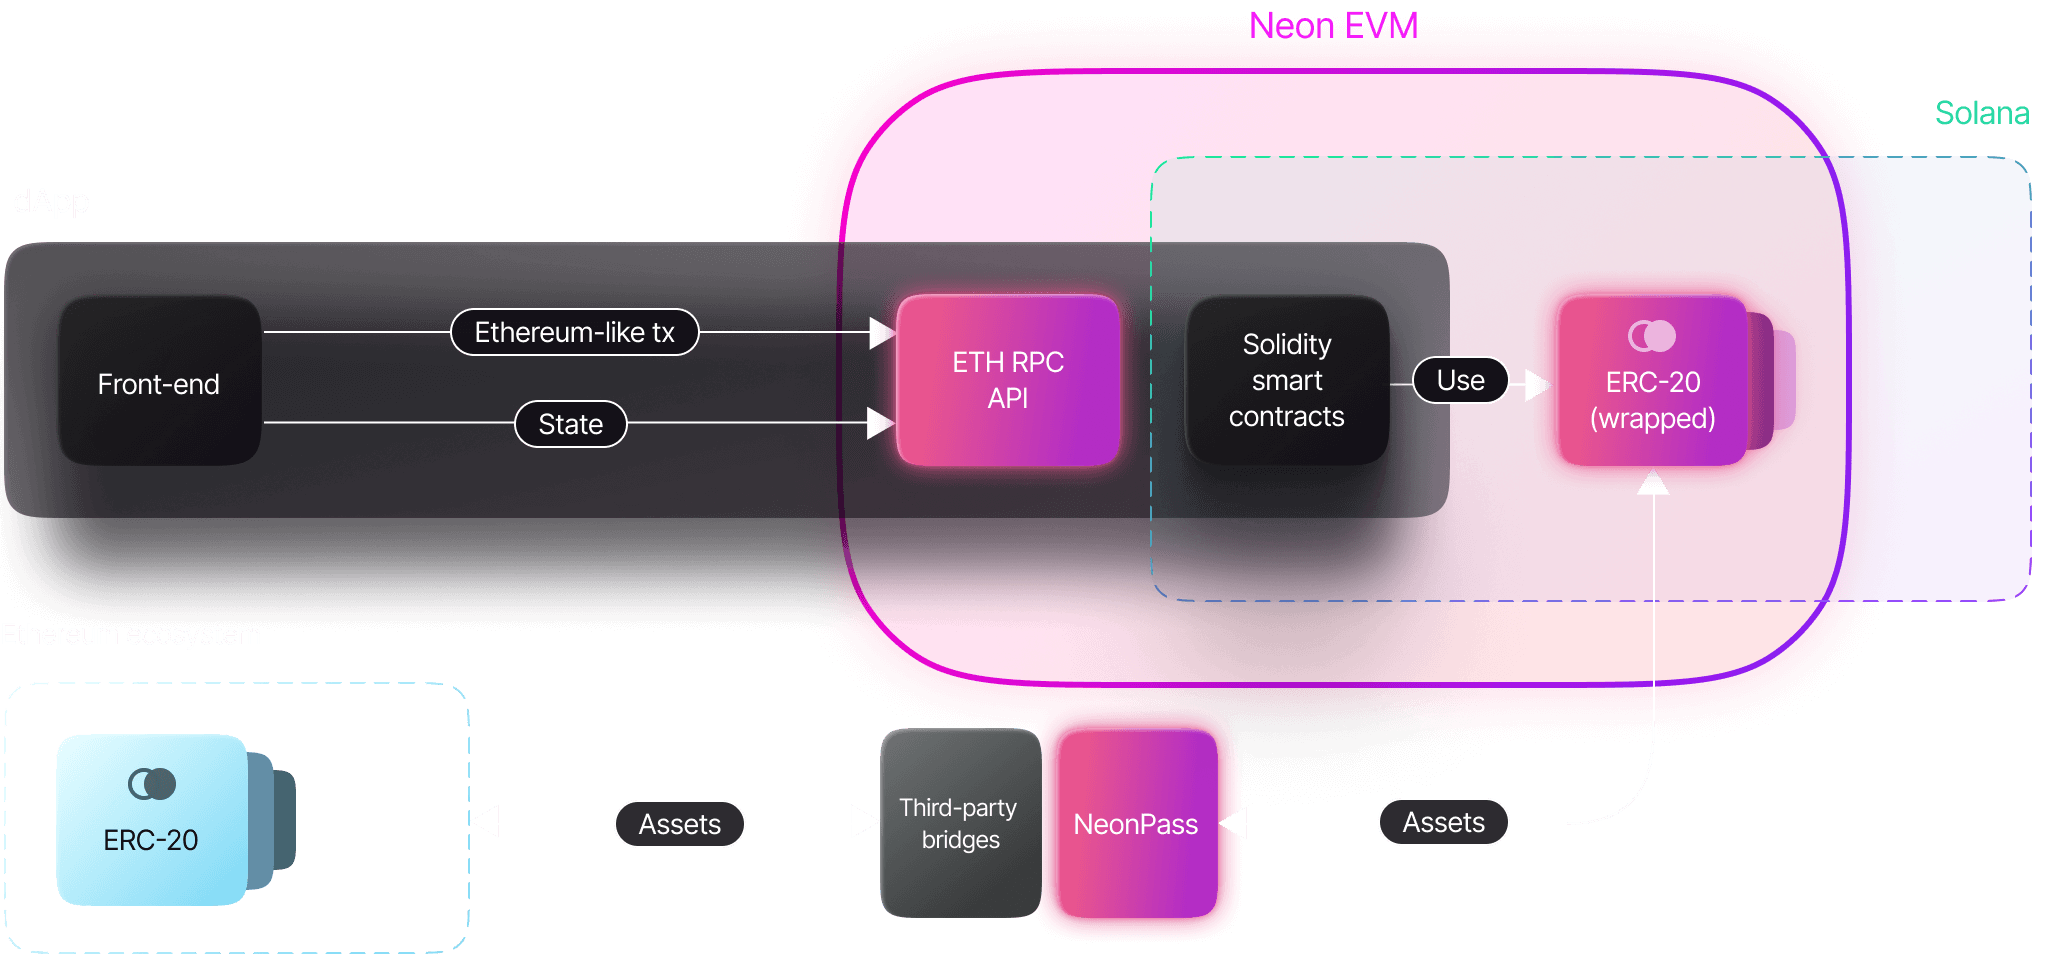 Neon EVM
Solana
dApp
Front-end
Ethereum-like tx
State
ETH RPC
API
Solidity
smart
contracts
Use
ERC-20
(wrapped)
Ethereum ecosystem
ERC-20
Assets
Third-party
bridges
NeonPass
Assets